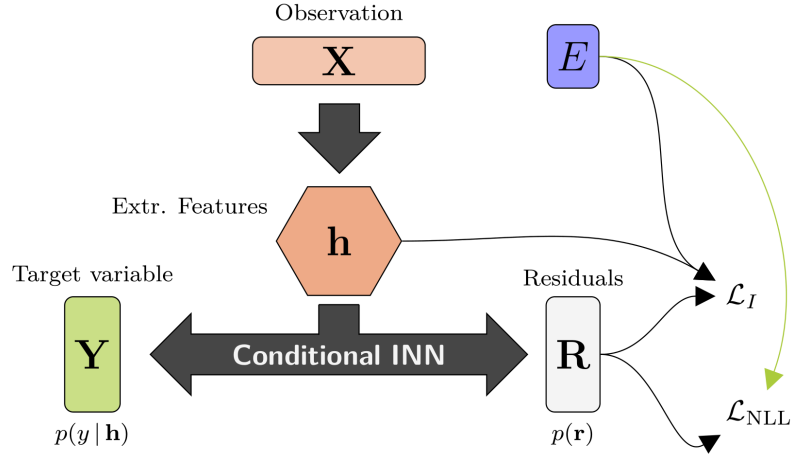 Observation
X
E
Extr. Features
h
Target variable
Residuals
Y
Conditional INN
R
ℒ_I
ℒ_NLL
p(y | h)
p(r)